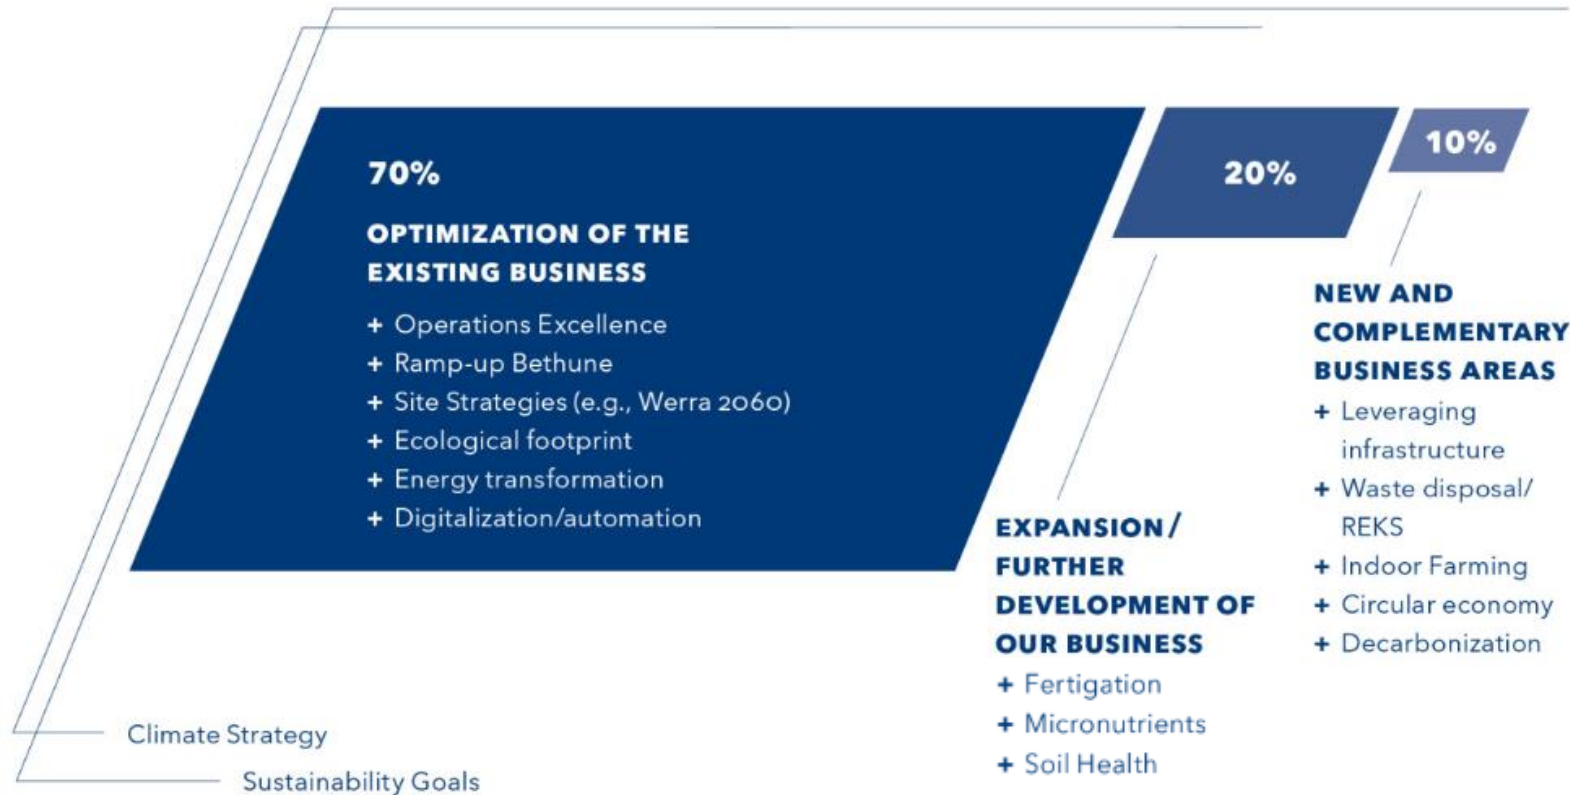 70%
OPTIMIZATION OF THE
EXISTING BUSINESS
+ Operations Excellence
+ Ramp-up Bethune
+ Site Strategies (e.g., Werra 2060)
+ Ecological footprint
+ Energy transformation
+ Digitalization/automation
20%
EXPANSION/
FURTHER
DEVELOPMENT OF
OUR BUSINESS
+ Fertigation
+ Micronutrients
+ Soil Health
10%
NEW AND
COMPLEMENTARY
BUSINESS AREAS
+ Leveraging
infrastructure
+ Waste disposal/
REKS
+ Indoor Farming
+ Circular economy
+ Decarbonization
Climate Strategy
Sustainability Goals